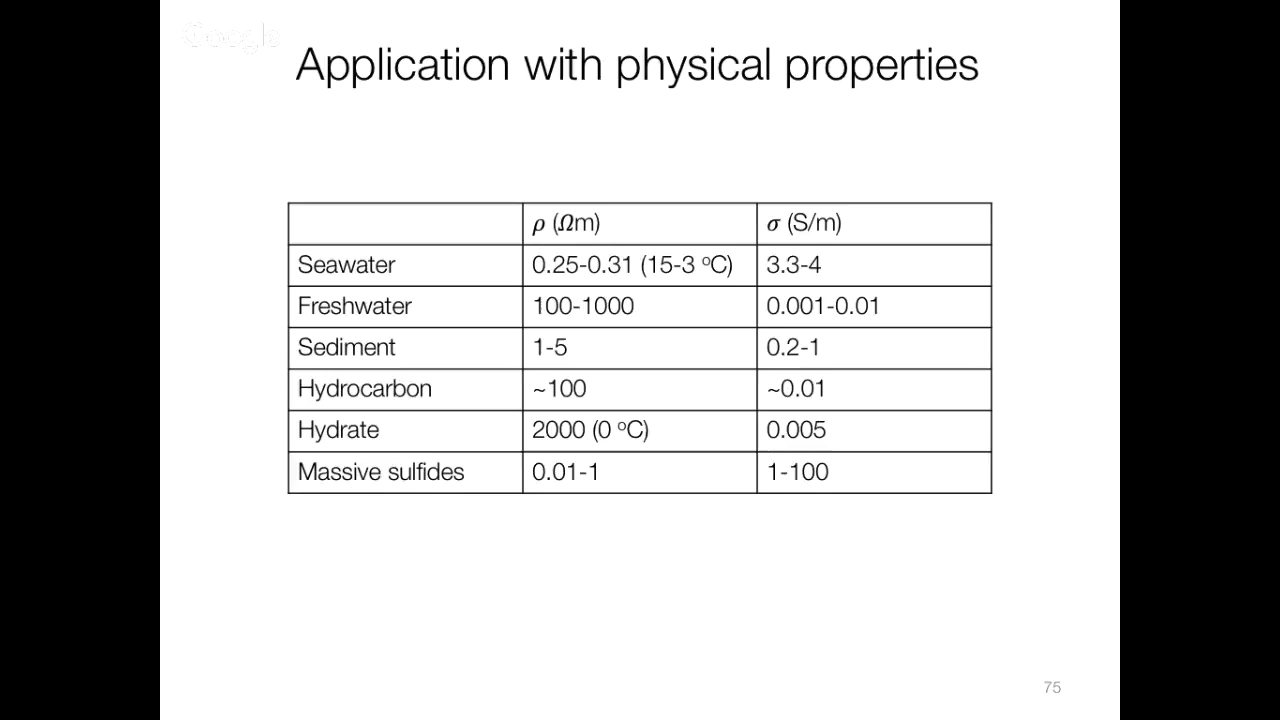 Google
Application with physical properties
ρ (Ωm) σ (S/m)
Seawater 0.25-0.31 (15-3 ºC) 3.3-4
Freshwater 100-1000 0.001-0.01
Sediment 1-5 0.2-1
Hydrocarbon ~100 ~0.01
Hydrate 2000 (0 ºC) 0.005
Massive sulfides 0.01-1 1-100
75